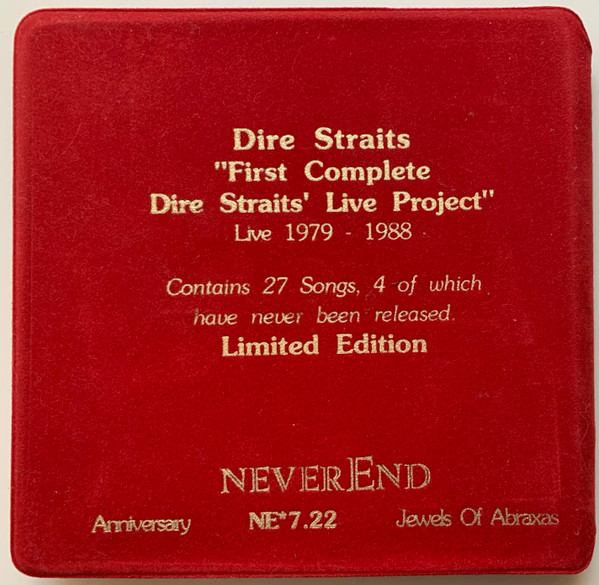 Dire Straits
"First Complete
Dire Straits' Live Project"
Live 1979 - 1988
Contains 27 Songs, 4 of which
have never been released.
Limited Edition
NEVEREND
Anniversary NE*7.22 Jewels Of Abraxas